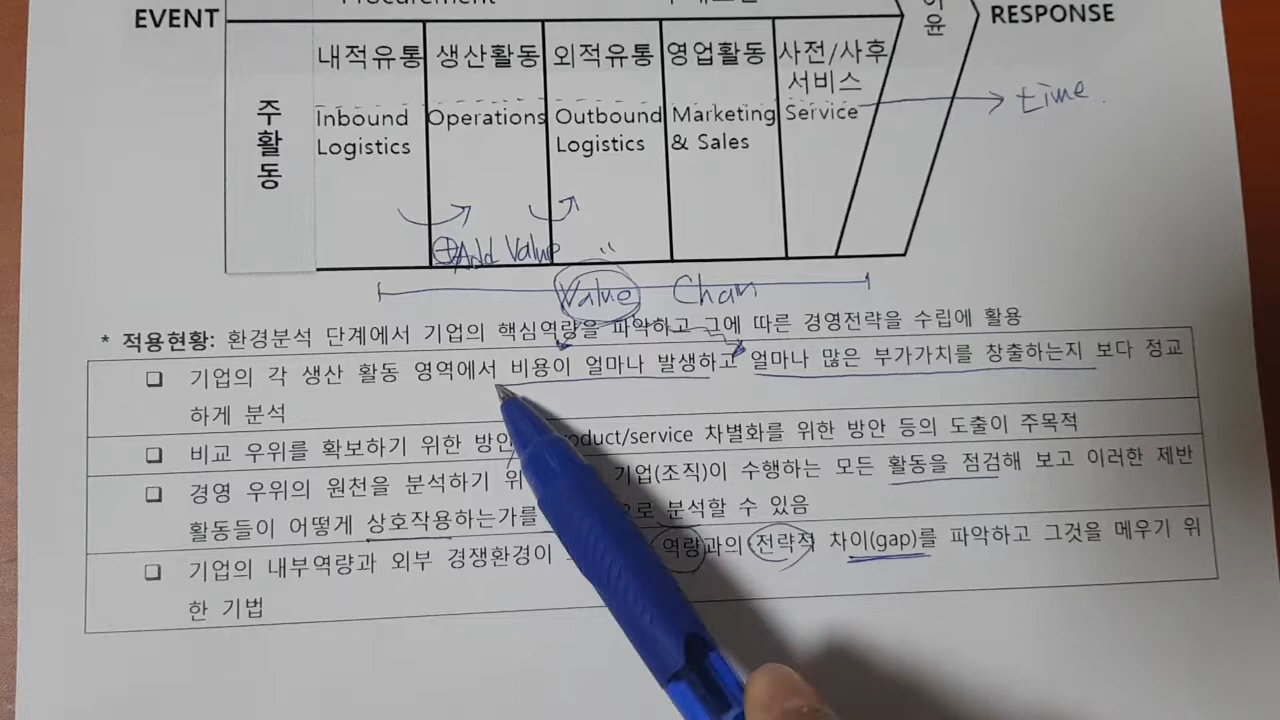 Procurement
EVENT
이윤
RESPONSE
주활동
내적유통
생산활동
외적유통
영업활동
사전/사후
서비스
Inbound
Logistics
Operations
Outbound
Logistics
Marketing
& Sales
Service
time
⊕Add Value
Value Chan
* 적용현황: 환경분석 단계에서 기업의 핵심역량을 파악하고 그에 따른 경영전략을 수립에 활용
❑ 기업의 각 생산 활동 영역에서 비용이 얼마나 발생하고 얼마나 많은 부가가치를 창출하는지 보다 정교
하게 분석
❑ 비교 우위를 확보하기 위한 방안 product/service 차별화를 위한 방안 등의 도출이 주목적
❑ 경영 우위의 원천을 분석하기 위 기업(조직)이 수행하는 모든 활동을 점검해 보고 이러한 제반
활동들이 어떻게 상호작용하는가를 으로 분석할 수 있음
❑ 기업의 내부역량과 외부 경쟁환경이 역량과의 전략적 차이(gap)를 파악하고 그것을 메우기 위
한 기법